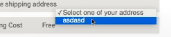 e shipping address
✓Select one of your address
asdasd
ng Cost Free